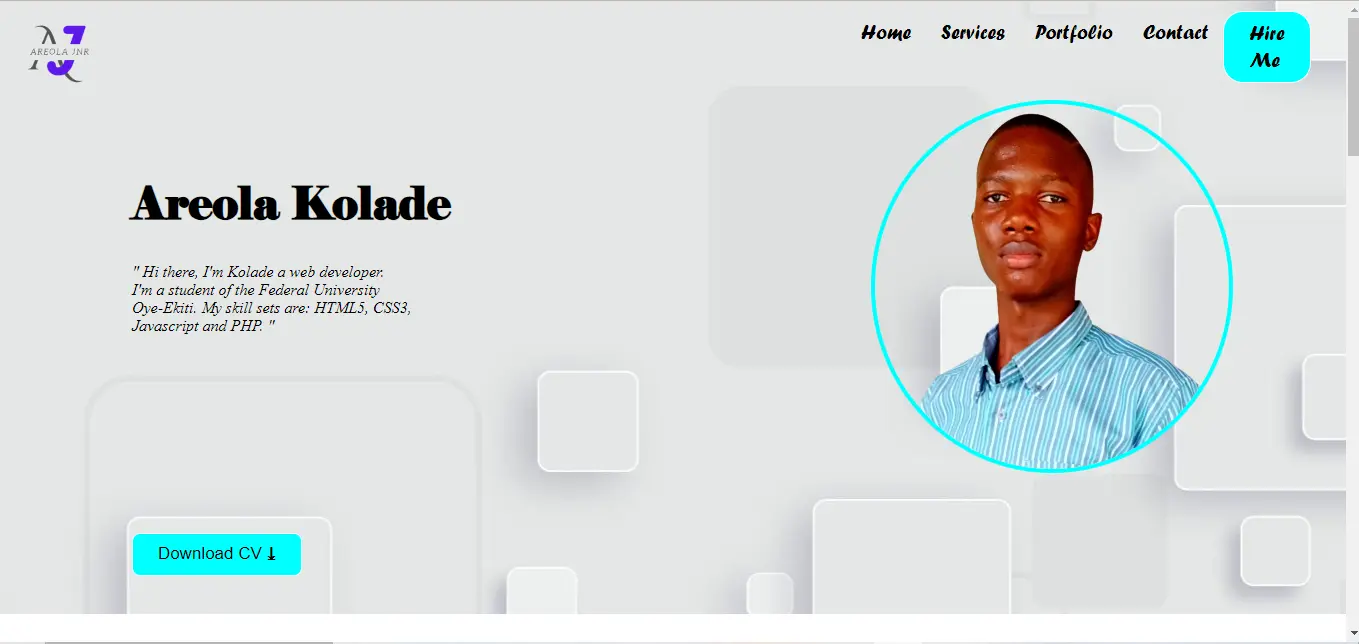 AREOLA JNR
Home Services Portfolio Contact Hire
Me
Areola Kolade
" Hi there, I'm Kolade a web developer.
I'm a student of the Federal University
Oye-Ekiti. My skill sets are: HTML5, CSS3,
Javascript and PHP. "
Download CV